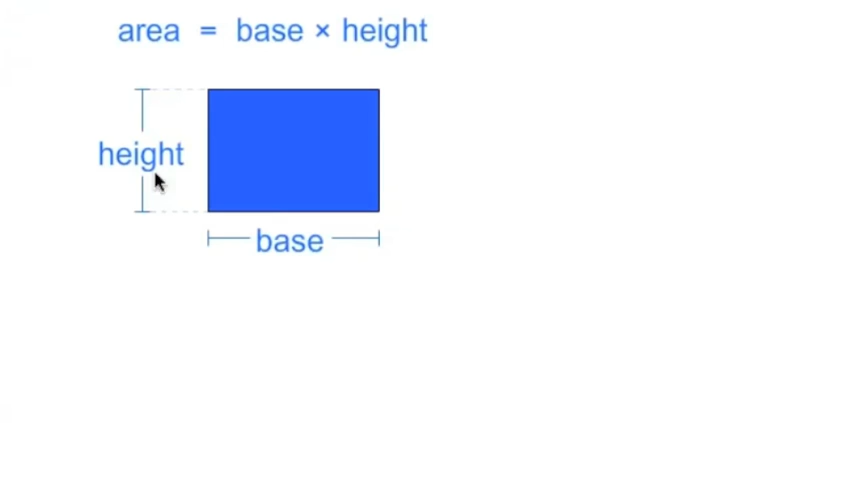 area = base × height
height
base